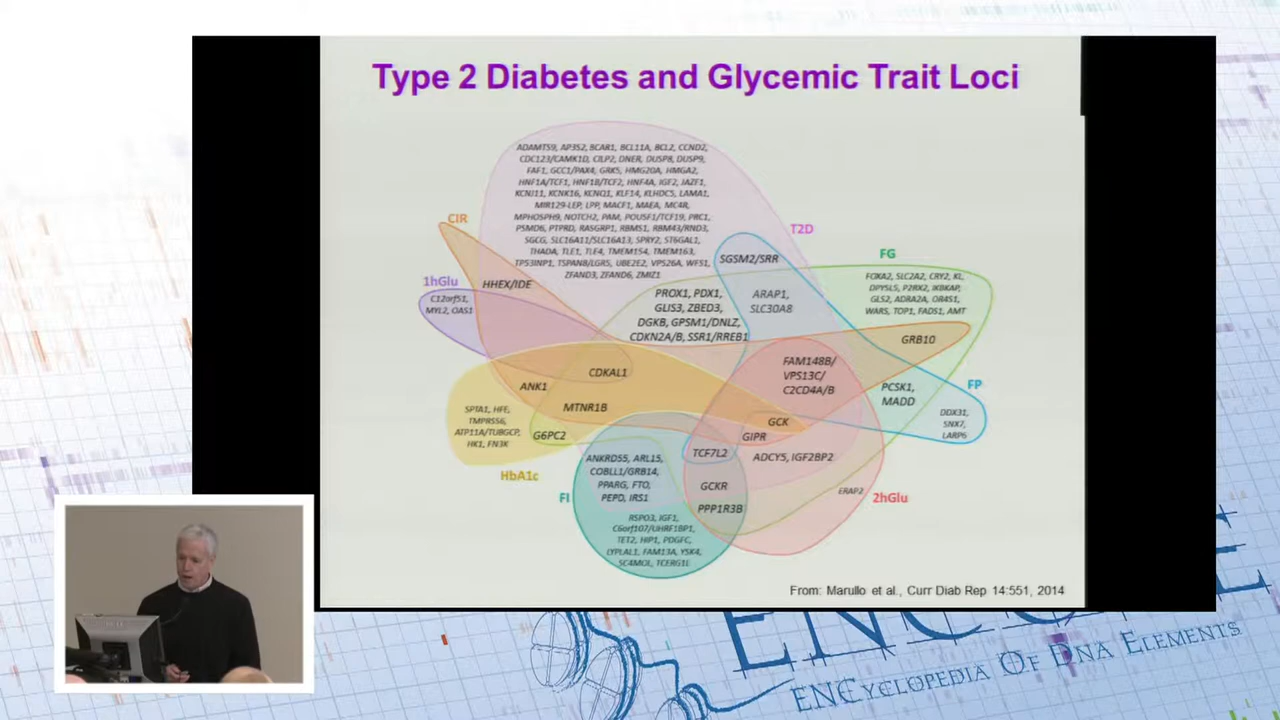 Type 2 Diabetes and Glycemic Trait Loci
ADAMTS9, AP3S2, BCAR1, BCL11A, BCL2, CCND2,
CDC123/CAMK1D, CILP2, DNER, DUSP8, DUSP9,
FAF1, GCC1/PAX4, GRK5, HMG20A, HMGA2,
HNF1A/TCF1, HNF1B/TCF2, HNF4A, IGF2, JAZF1,
KCNJ11, KCNK16, KCNQ1, KLF14, KLHDC5, LAMA1,
MIR129-LEP, LPP, MACF1, MAEA, MC4R,
MPHOSPH9, NOTCH2, PAM, POU5F1/TCF19, PRC1,
PSMD6, PTPRD, RASGRP1, RBMS1, RBM43/RND3,
SGCG, SLC16A11/SLC16A13, SPRY2, ST6GAL1,
THADA, TLE1, TLE4, TMEM154, TMEM163,
TP53INP1, TSPAN8/LGR5, UBE2E2, VPS26A, WFS1,
ZFAND3, ZFAND6, ZMIZ1
CIR
T2D
FG
SGSM2/SRR
1hGlu
HHEX/IDE
C12orf51,
MYL2, OAS1
PROX1, PDX1,
GLIS3, ZBED3,
DGKB, GPSM1/DNLZ,
CDKN2A/B, SSR1/RREB1
ARAP1,
SLC30A8
FOXA2, SLC2A2, CRY2, KL,
DPYSL5, P2RX2, IKBKAP,
GLS2, ADRA2A, OR4S1,
WARS, TOP1, FADS1, AMT
GRB10
CDKAL1
ANK1
MTNR1B
FAM148B/
VPS13C/
C2CD4A/B
PCSK1,
MADD
FP
DDX31,
SNX7,
LARP6
SPTA1, HFE,
TMPRSS6,
ATP11A/TUBGCP,
HK1, FN3K
G6PC2
GCK
GIPR
TCF7L2
ADCY5, IGF2BP2
HbA1c
FI
ANKRD55, ARL15,
COBLL1/GRB14,
PPARG, FTO,
PEPD, IRS1
GCKR
PPP1R3B
ERAP2
2hGlu
RSPO3, IGF1,
C6orf107/UHRF1BP1,
TET2, HIP1, PDGFC,
LYPLAL1, FAM13A, YSK4,
SC4MOL, TCERG1L
From: Marullo et al., Curr Diab Rep 14:551, 2014
ENCYCLOPEDIA OF DNA ELEMENTS